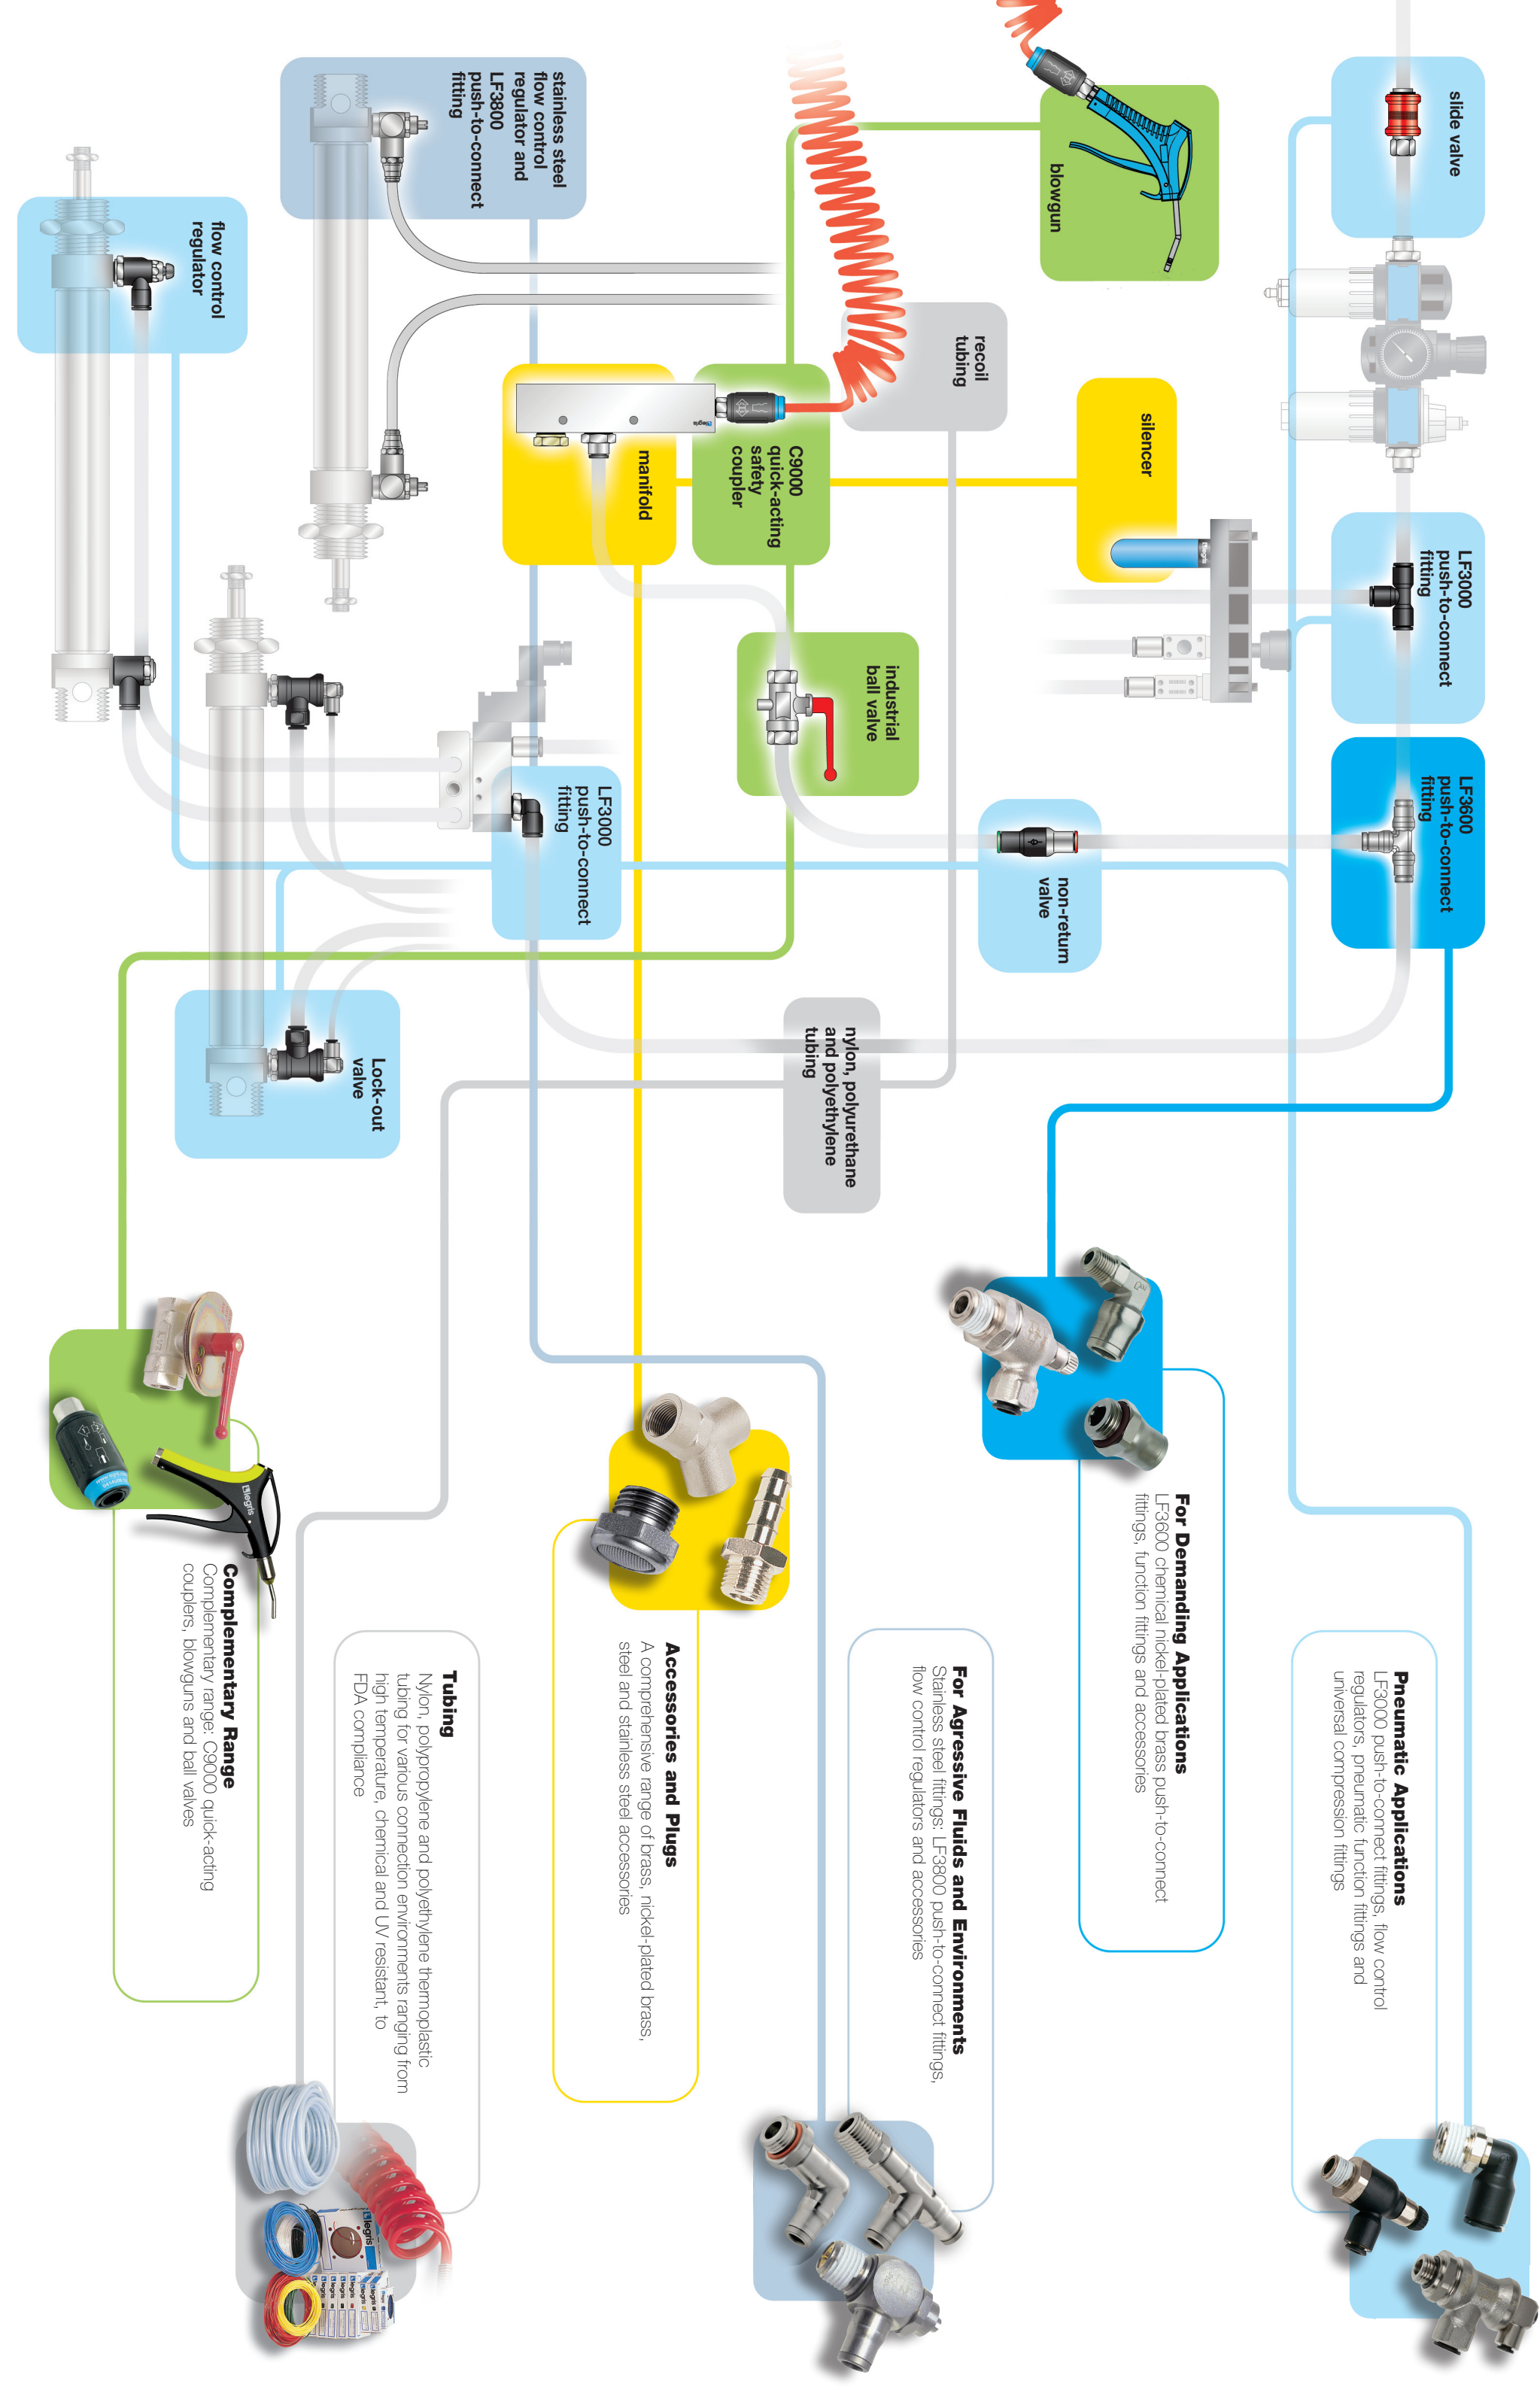 slide valve
LF3000
push-to-connect
fitting
LF3600
push-to-connect
fitting
blowgun
silencer
recoil
tubing
non-return
valve
industrial
ball valve
C9000
quick-acting
safety
coupler
nylon, polyurethane
and polyethylene
tubing
legris
legris
manifold
stainless steel
flow control
regulator and
LF3800
push-to-connect
fitting
LF3000
push-to-connect
fitting
flow control
regulator
Lock-out
valve
Pneumatic Applications
LF3000 push-to-connect fittings, flow control
regulators, pneumatic function fittings and
universal compression fittings
For Demanding Applications
LF3600 chemical nickel-plated brass push-to-connect
fittings, function fittings and accessories
For Agressive Fluids and Environments
Stainless steel fittings: LF3800 push-to-connect fittings,
flow control regulators and accessories
Accessories and Plugs
A comprehensive range of brass, nickel-plated brass,
steel and stainless steel accessories
Tubing
Nylon, polypropylene and polyethylene thermoplastic
tubing for various connection environments ranging from
high temperature, chemical and UV resistant, to
FDA compliance
legris
Complementary Range
Complementary range: C9000 quick-acting
couplers, blowguns and ball valves
legris